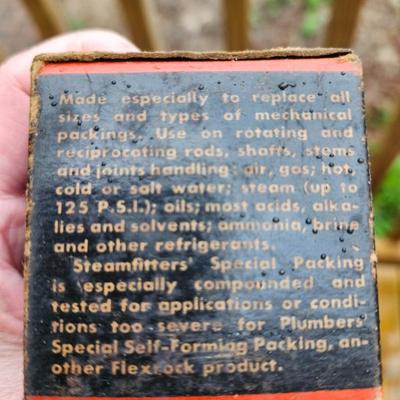 Made especially to replace all
sizes and types of mechanical
packings. Use on rotating and
reciprocating rods, shafts, stems
and joints handling: air, gas; hot,
cold or salt water; steam (up to
125 P.S.I.); oils; most acids, alka-
lies and solvents; ammonia, brine
and other refrigerants.
Steamfitters' Special Packing
is especially compounded and
tested for applications or condi-
tions too severe for Plumbers'
Special Self-Forming Packing, an-
other Flexrock product.